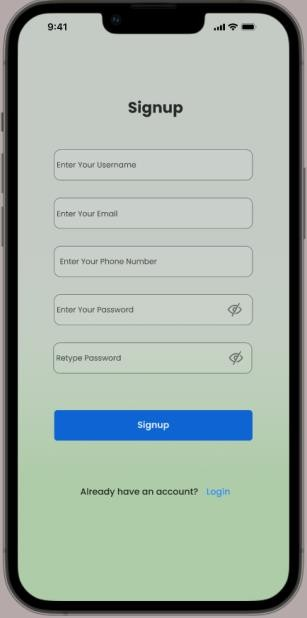 9:41
Signup
Enter Your Username
Enter Your Email
Enter Your Phone Number
Enter Your Password
Retype Password
Signup
Already have an account? Login